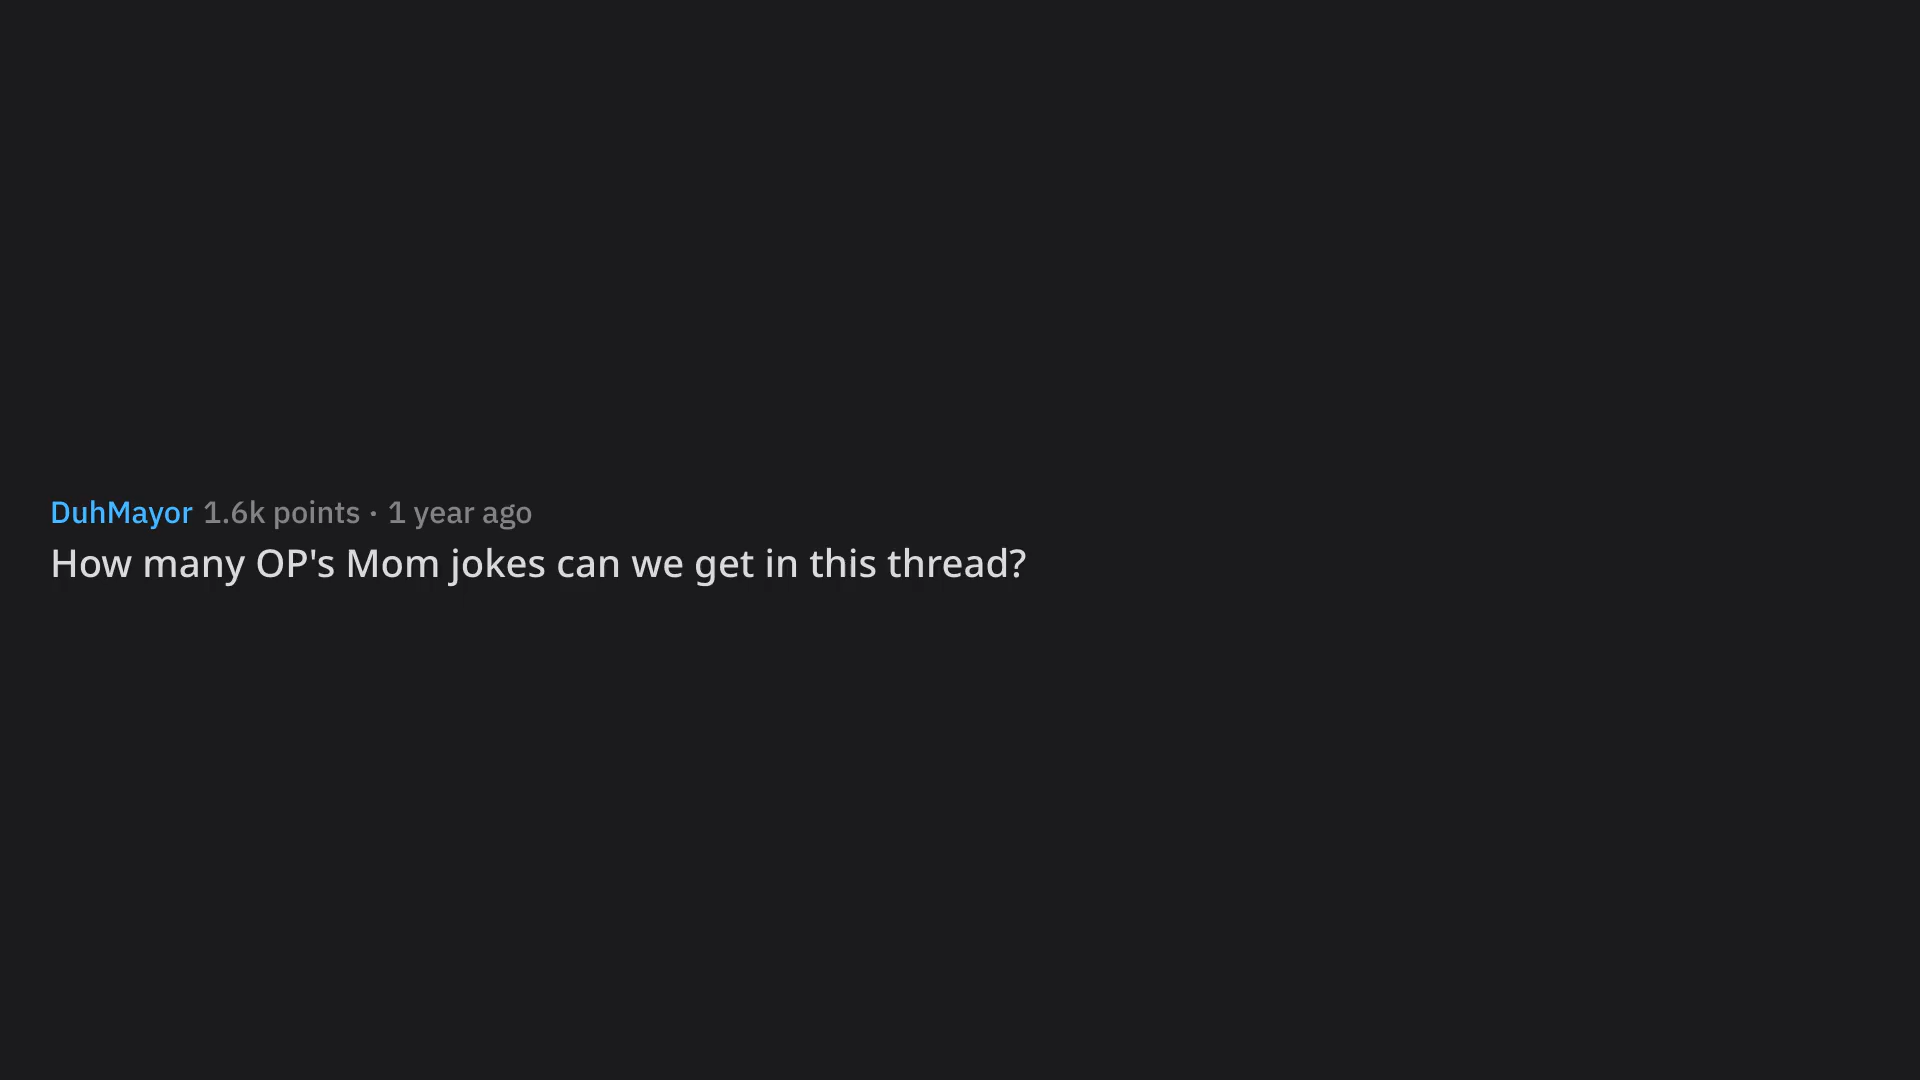 DuhMayor 1.6k points · 1 year ago
How many OP's Mom jokes can we get in this thread?